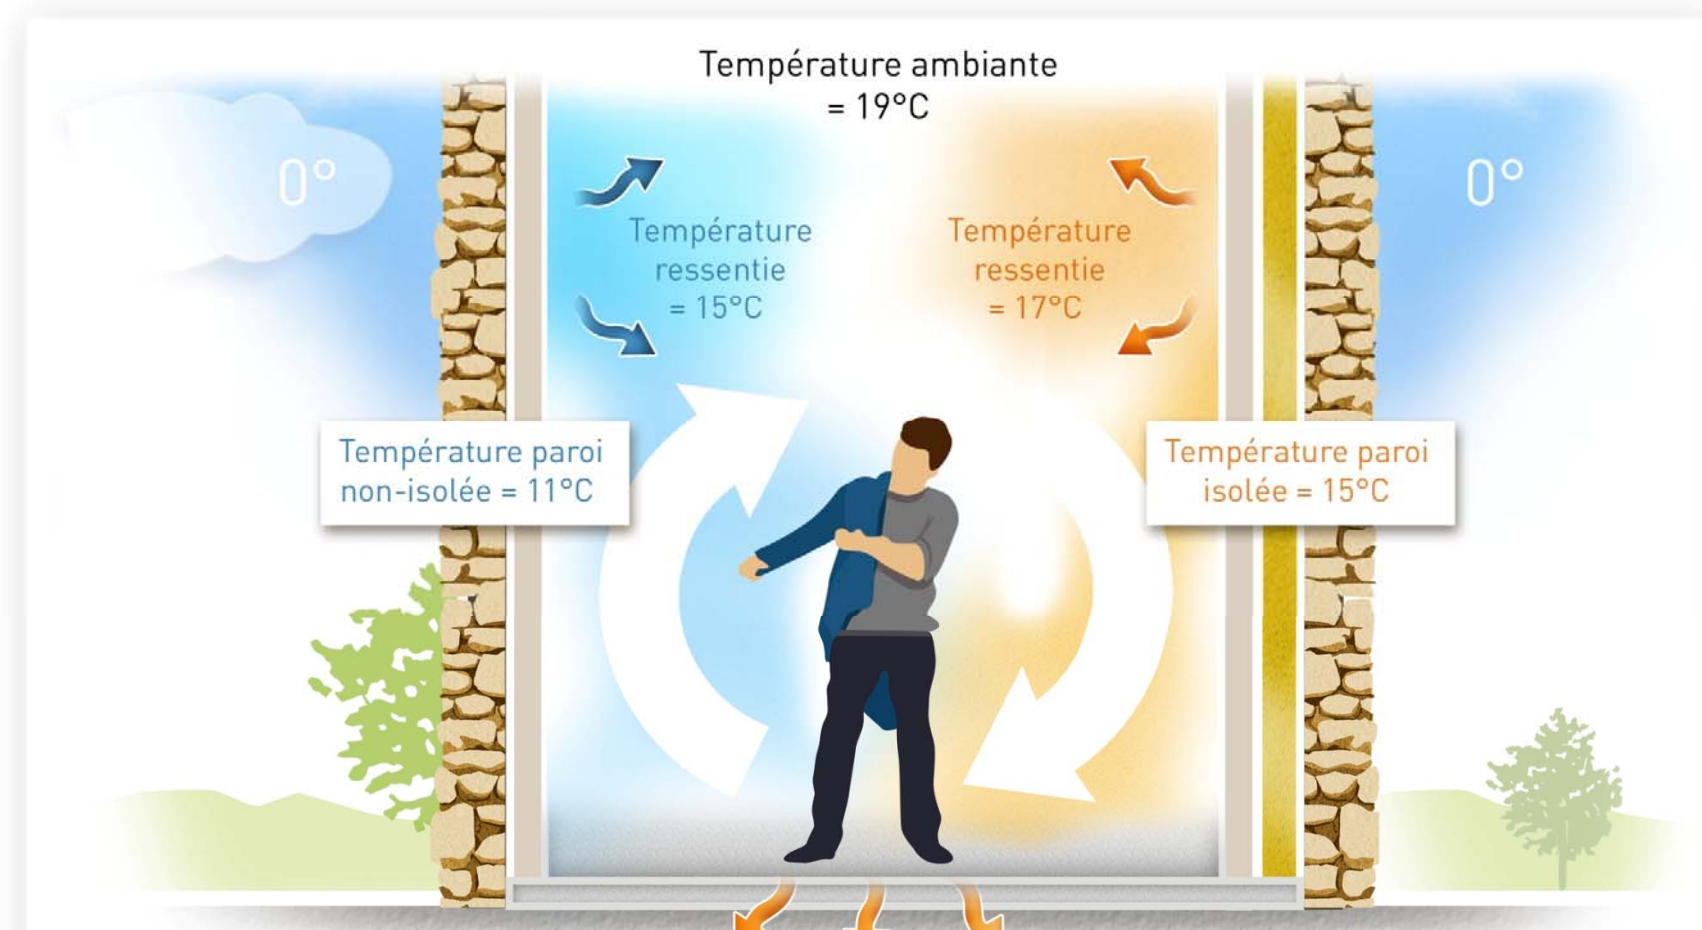 Température ambiante
= 19°C
0°
0°
Température
ressentie
= 15°C
Température
ressentie
= 17°C
Température paroi
non-isolée = 11°C
Température paroi
isolée = 15°C